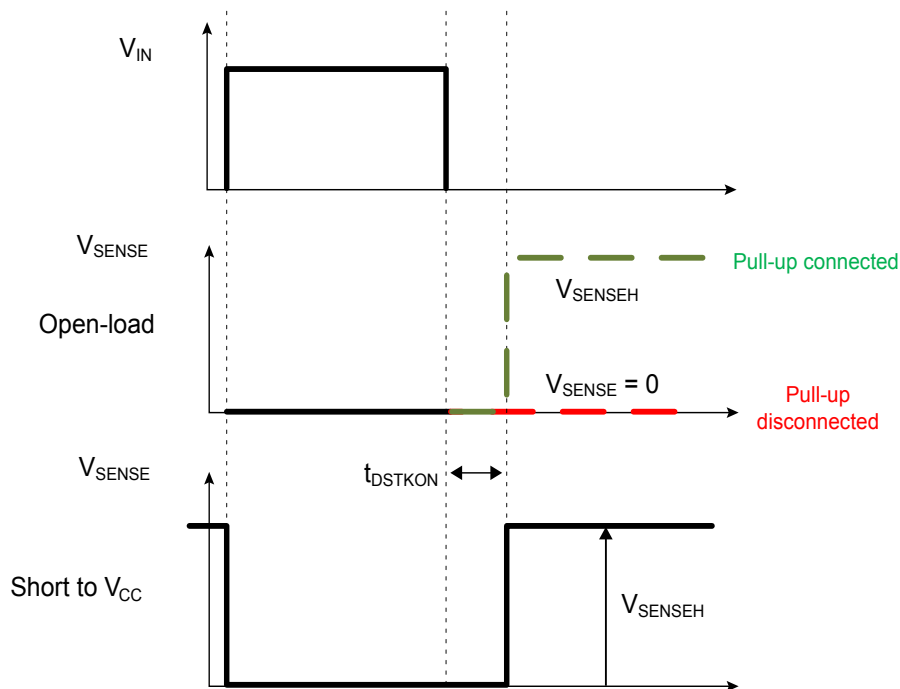 VIN
VSENSE
Pull-up connected
VSENSEH
Open-load
VSENSE = 0
Pull-up
disconnected
VSENSE
tDSTKON
Short to VCC
VSENSEH